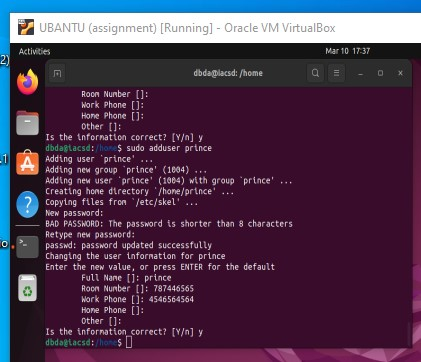 UBANTU (assignment) [Running] - Oracle VM VirtualBox
Activities
Mar 10 17:37
dbda@iacsd: /home
Room Number []:
Work Phone []:
Home Phone []:
Other []:
Is the information correct? [Y/n] y
dbda@iacsd:/home$ sudo adduser prince
Adding user `prince' ...
Adding new group `prince' (1004) ...
Adding new user `prince' (1004) with group `prince' ...
Creating home directory `/home/prince' ...
Copying files from `/etc/skel' ...
New password:
BAD PASSWORD: The password is shorter than 8 characters
Retype new password:
passwd: password updated successfully
Changing the user information for prince
Enter the new value, or press ENTER for the default
Full Name []: prince
Room Number []: 787446565
Work Phone []: 4546564564
Home Phone []:
Other []:
Is the information correct? [Y/n] y
dbda@iacsd:/home$